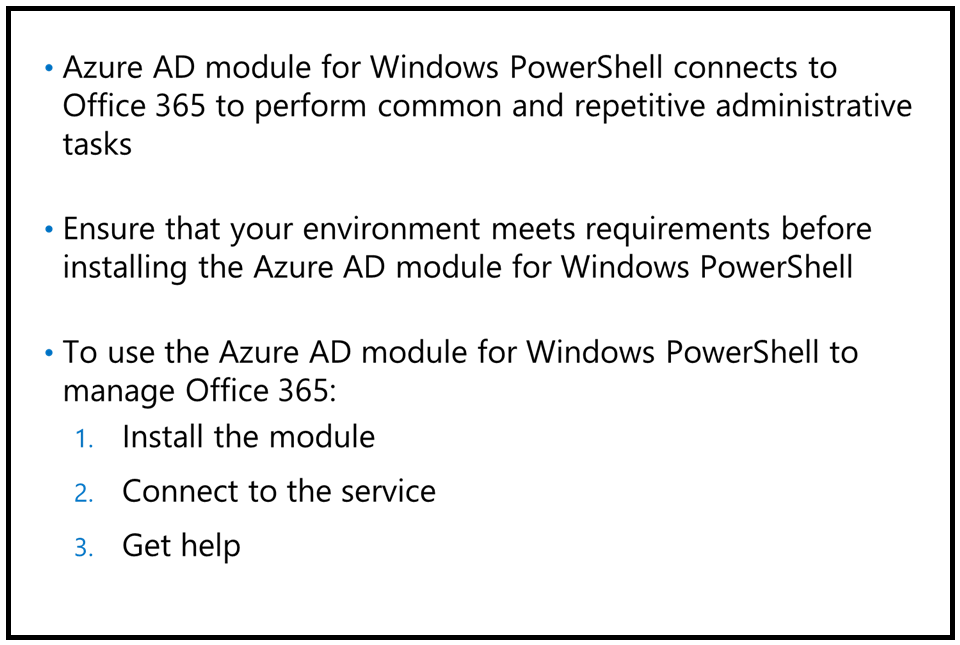 • Azure AD module for Windows PowerShell connects to
Office 365 to perform common and repetitive administrative
tasks
• Ensure that your environment meets requirements before
installing the Azure AD module for Windows PowerShell
• To use the Azure AD module for Windows PowerShell to
manage Office 365:
1. Install the module
2. Connect to the service
3. Get help